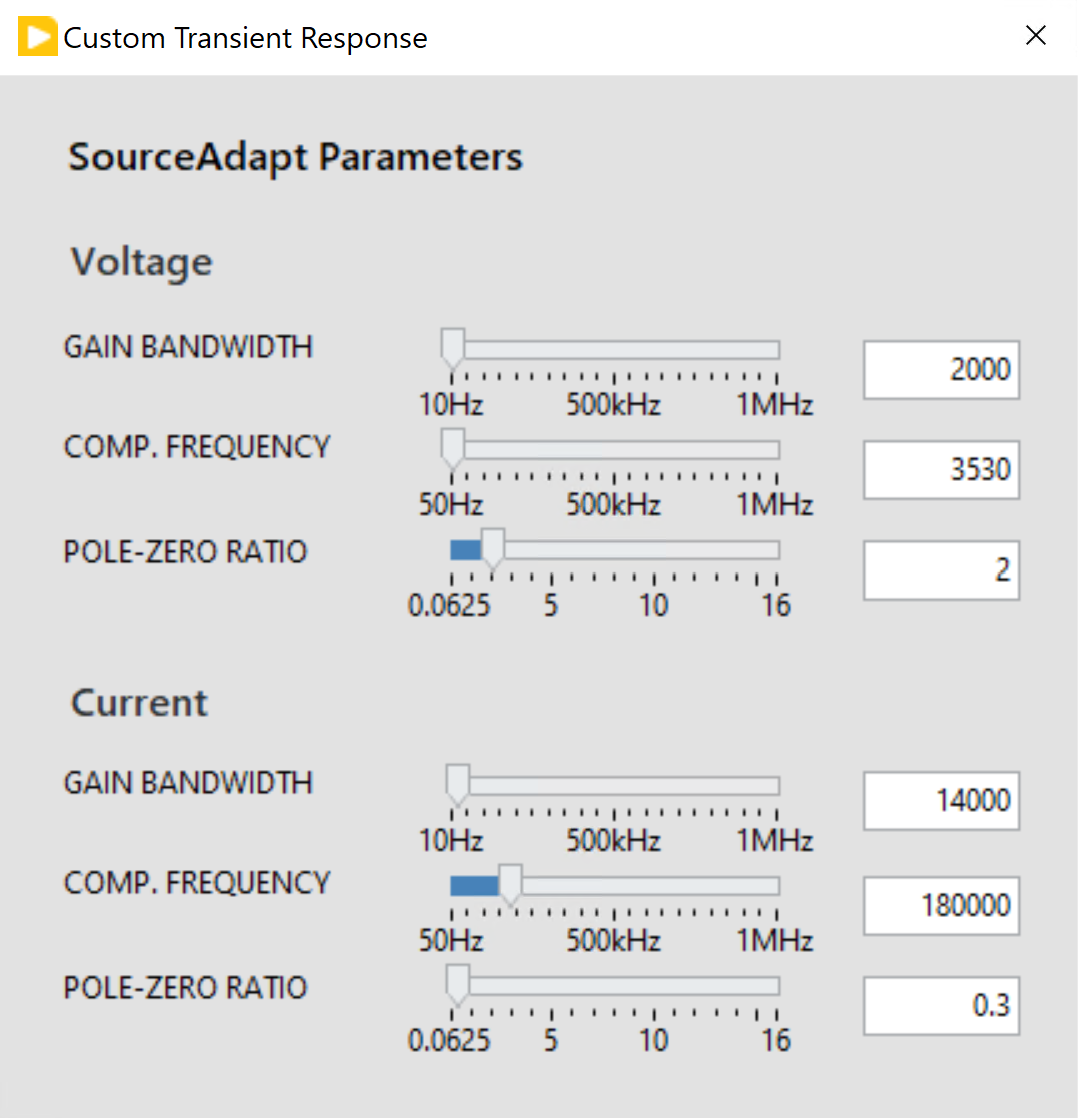 Custom Transient Response
SourceAdapt Parameters
Voltage
GAIN BANDWIDTH
10Hz 500kHz 1MHz
2000
COMP. FREQUENCY
50Hz 500kHz 1MHz
3530
POLE-ZERO RATIO
0.0625 5 10 16
2
Current
GAIN BANDWIDTH
10Hz 500kHz 1MHz
14000
COMP. FREQUENCY
50Hz 500kHz 1MHz
180000
POLE-ZERO RATIO
0.0625 5 10 16
0.3